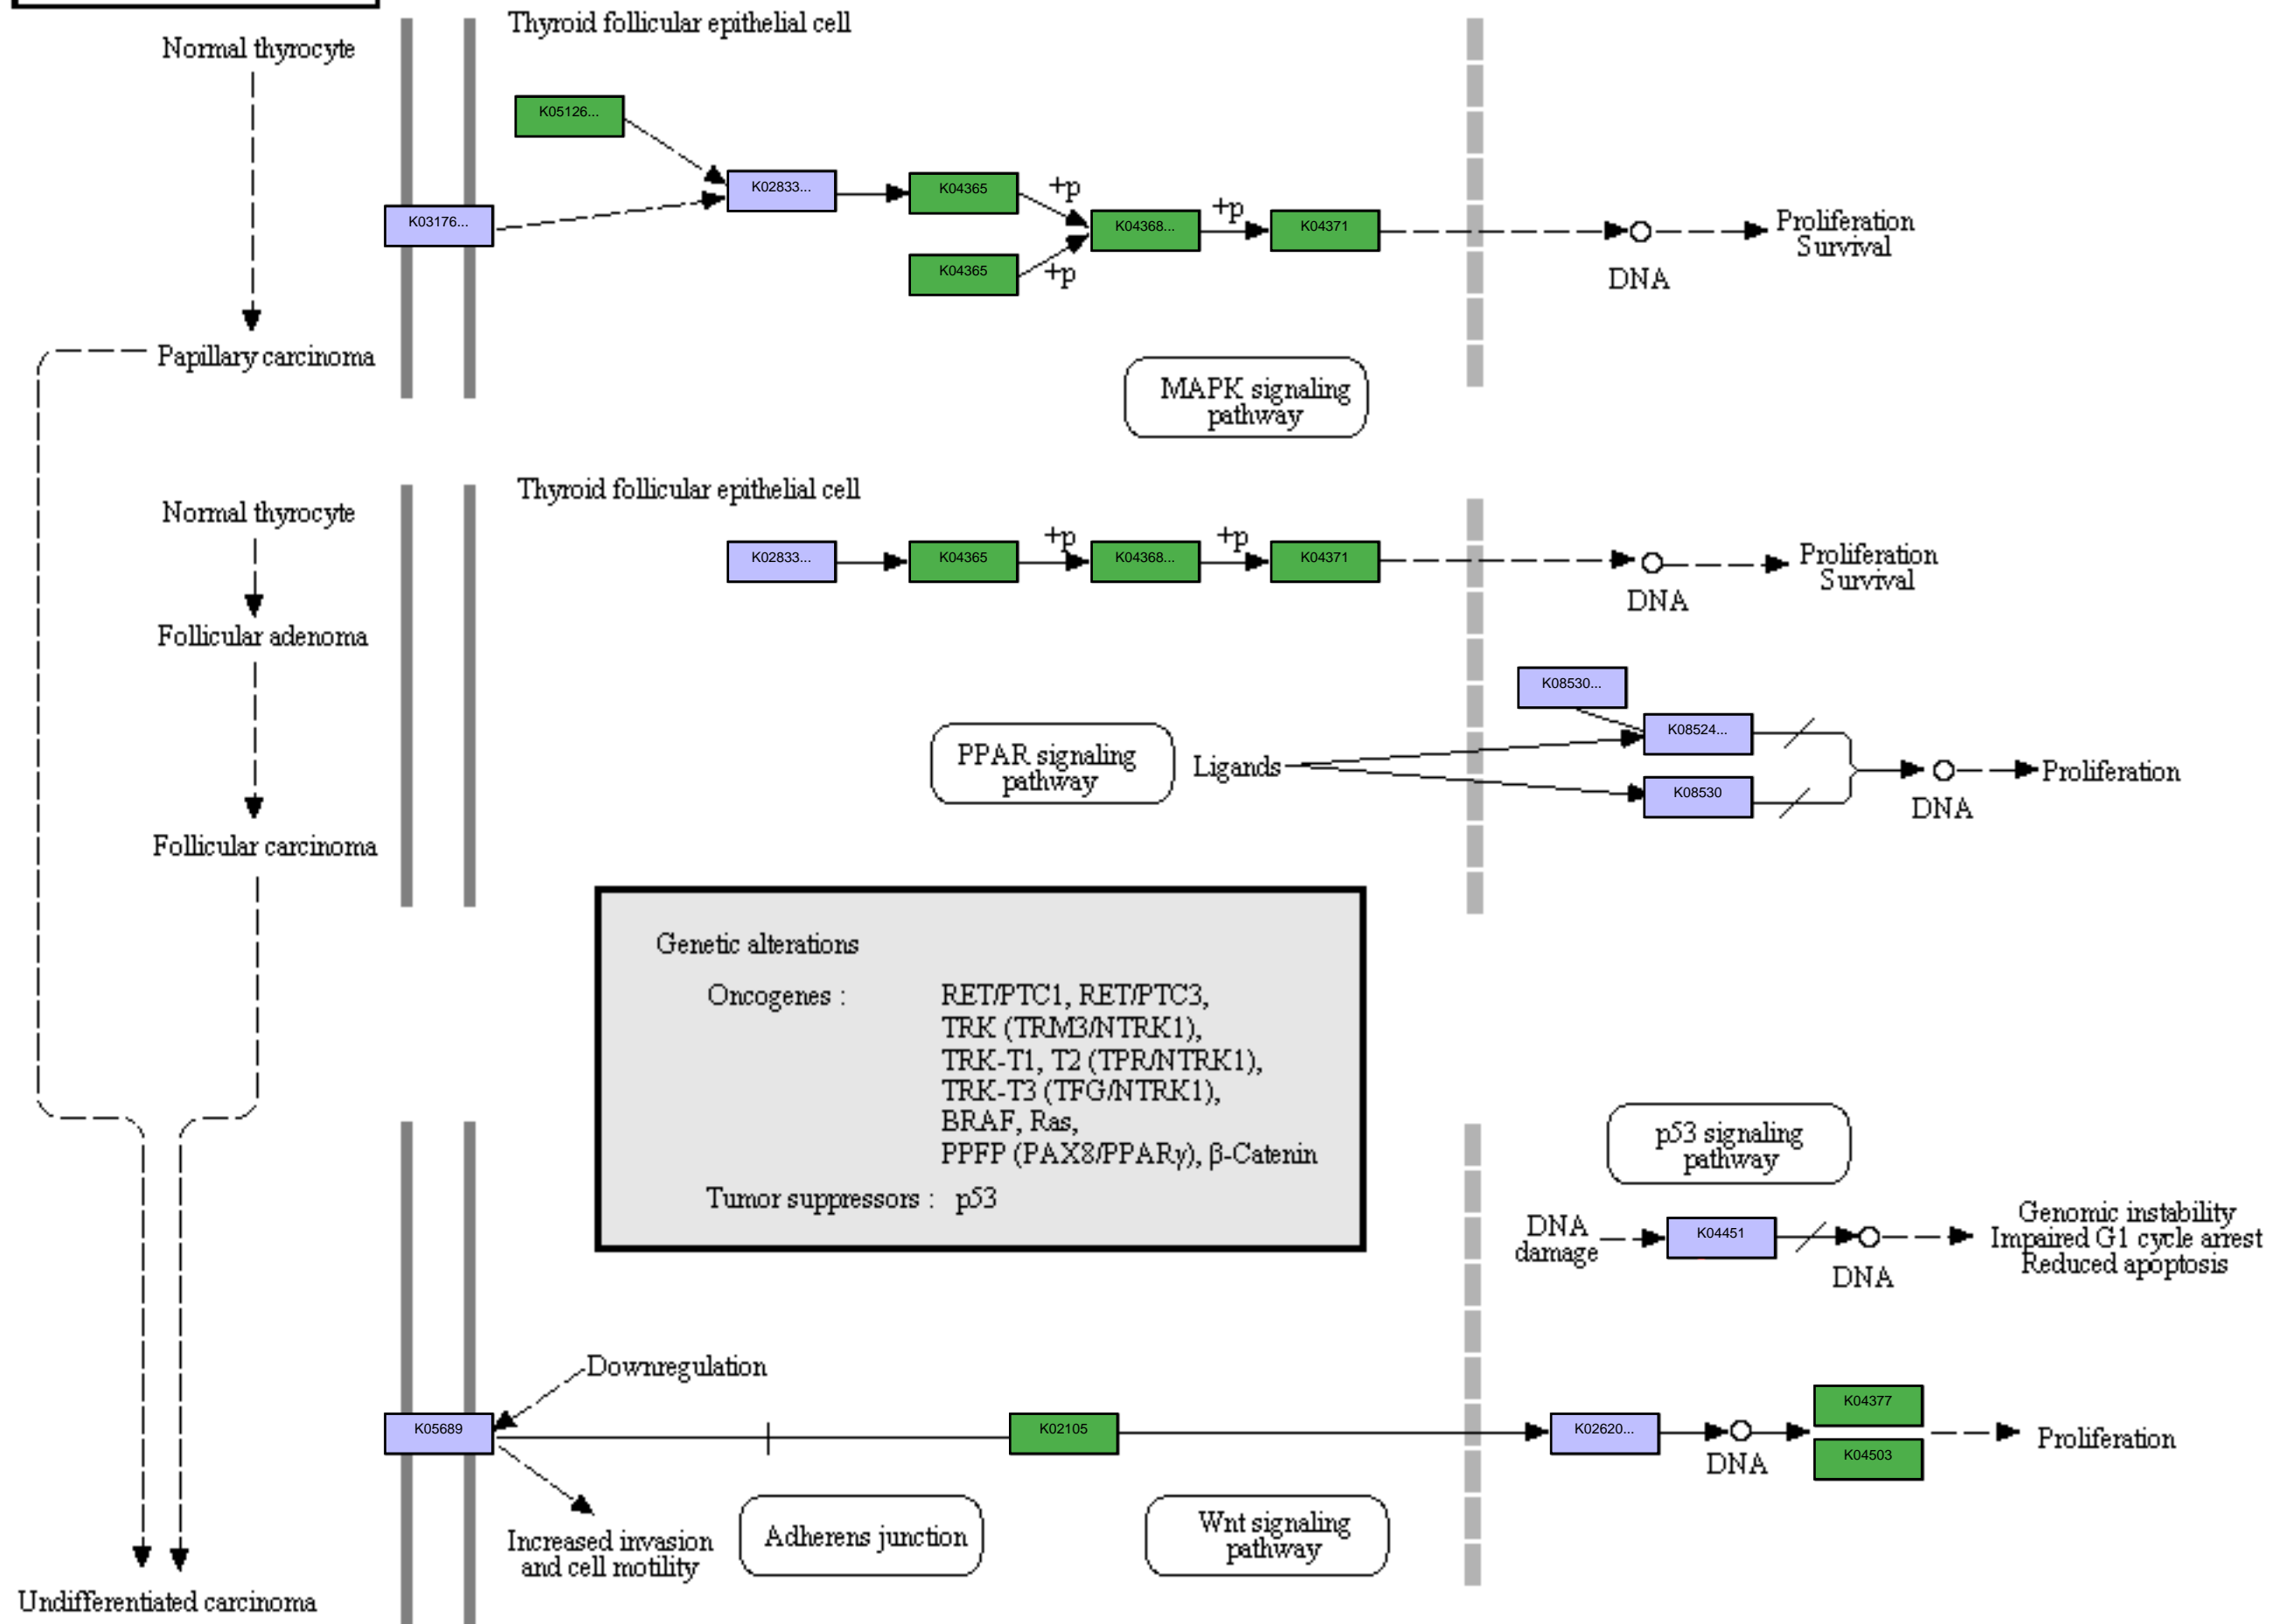 Thyroid follicular epithelial cell
Normal thyrocyte
K05126...
K02833...
K04365
+p
K03176...
K04368...
+p
K04371
Proliferation
Survival
K04365
+p
DNA
Papillary carcinoma
MAPK signaling
pathway
Thyroid follicular epithelial cell
Normal thyrocyte
K02833...
K04365
+p
K04368...
+p
K04371
Proliferation
Survival
DNA
Follicular adenoma
K08530...
K08524...
PPAR signaling
pathway
Ligands
Proliferation
K08530
DNA
Follicular carcinoma
Genetic alterations
Oncogenes : RET/PTC1, RET/PTC3,
TRK (TRM3/NTRK1),
TRK-T1, T2 (TPR/NTRK1),
TRK-T3 (TFG/NTRK1),
BRAF, Ras,
PPFP (PAX8/PPARγ), β-Catenin
Tumor suppressors : p53
p53 signaling
pathway
DNA
damage
K04451
DNA
Genomic instability
Impaired G1 cycle arrest
Reduced apoptosis
Downregulation
K05689
K02105
K02620...
DNA
K04377
K04503
Proliferation
Increased invasion
and cell motility
Adherens junction
Wnt signaling
pathway
Undifferentiated carcinoma